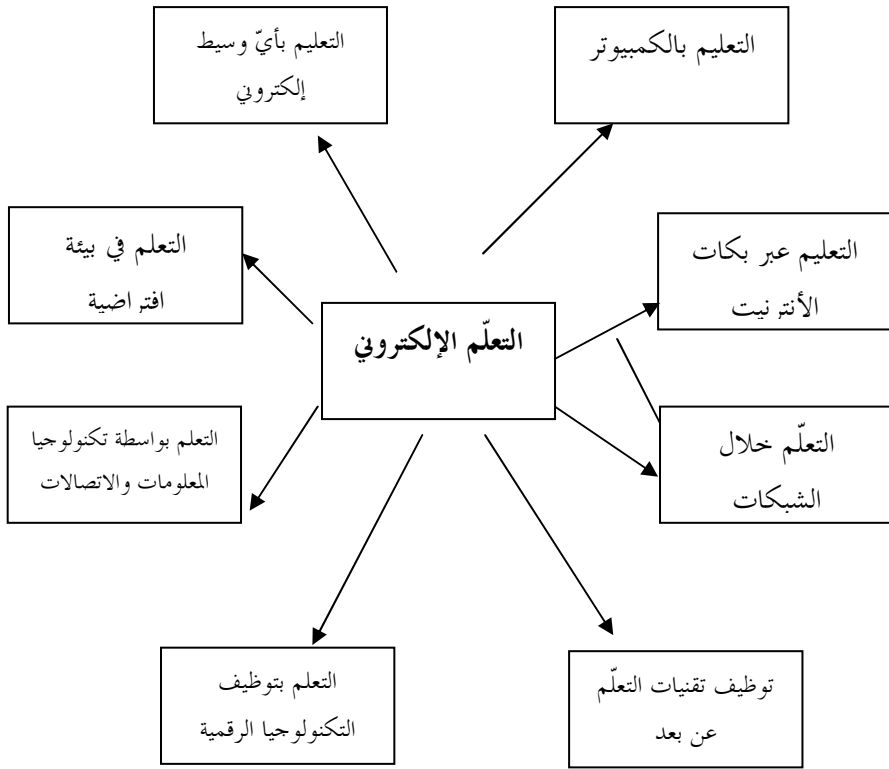 التعليم بالكمبيوتر
التعليم بأيّ وسيط
إلكتروني
التعليم عبر بكات
الأنترنيت
التعلم في بيئة
افتراضية
التعلّم الإلكتروني
التعلّم خلال
الشبكات
التعلم بواسطة تكنولوجيا
المعلومات والاتصالات
توظيف تقنيات التعلّم
عن بعد
التعلم بتوظيف
التكنولوجيا الرقمية